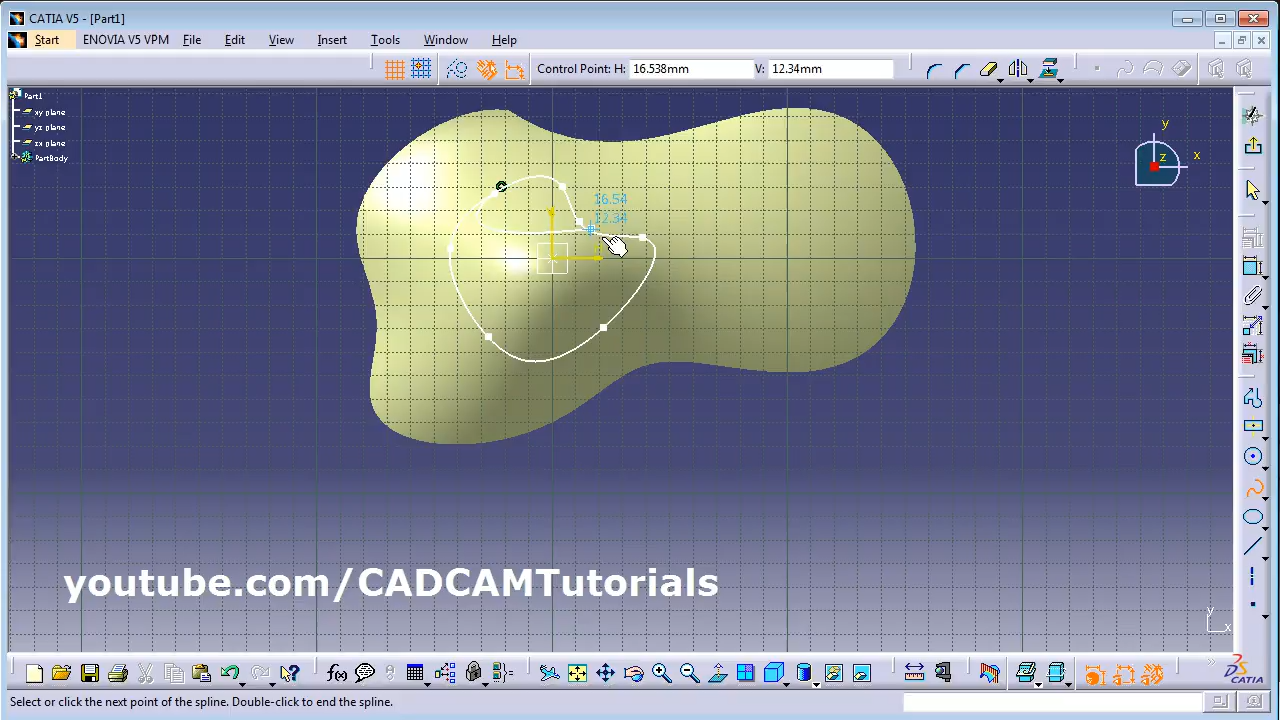 CATIA V5 - [Part1]
Start ENOVIA V5 VPM File Edit View Insert Tools Window Help
Control Point: H: 16.538mm V: 12.34mm
Part1
xy plane
yz plane
zx plane
PartBody
y
x
z
16.54
12.34
youtube.com/CADCAMTutorials
y
x
f(x)
CATIA
Select or click the next point of the spline. Double-click to end the spline.